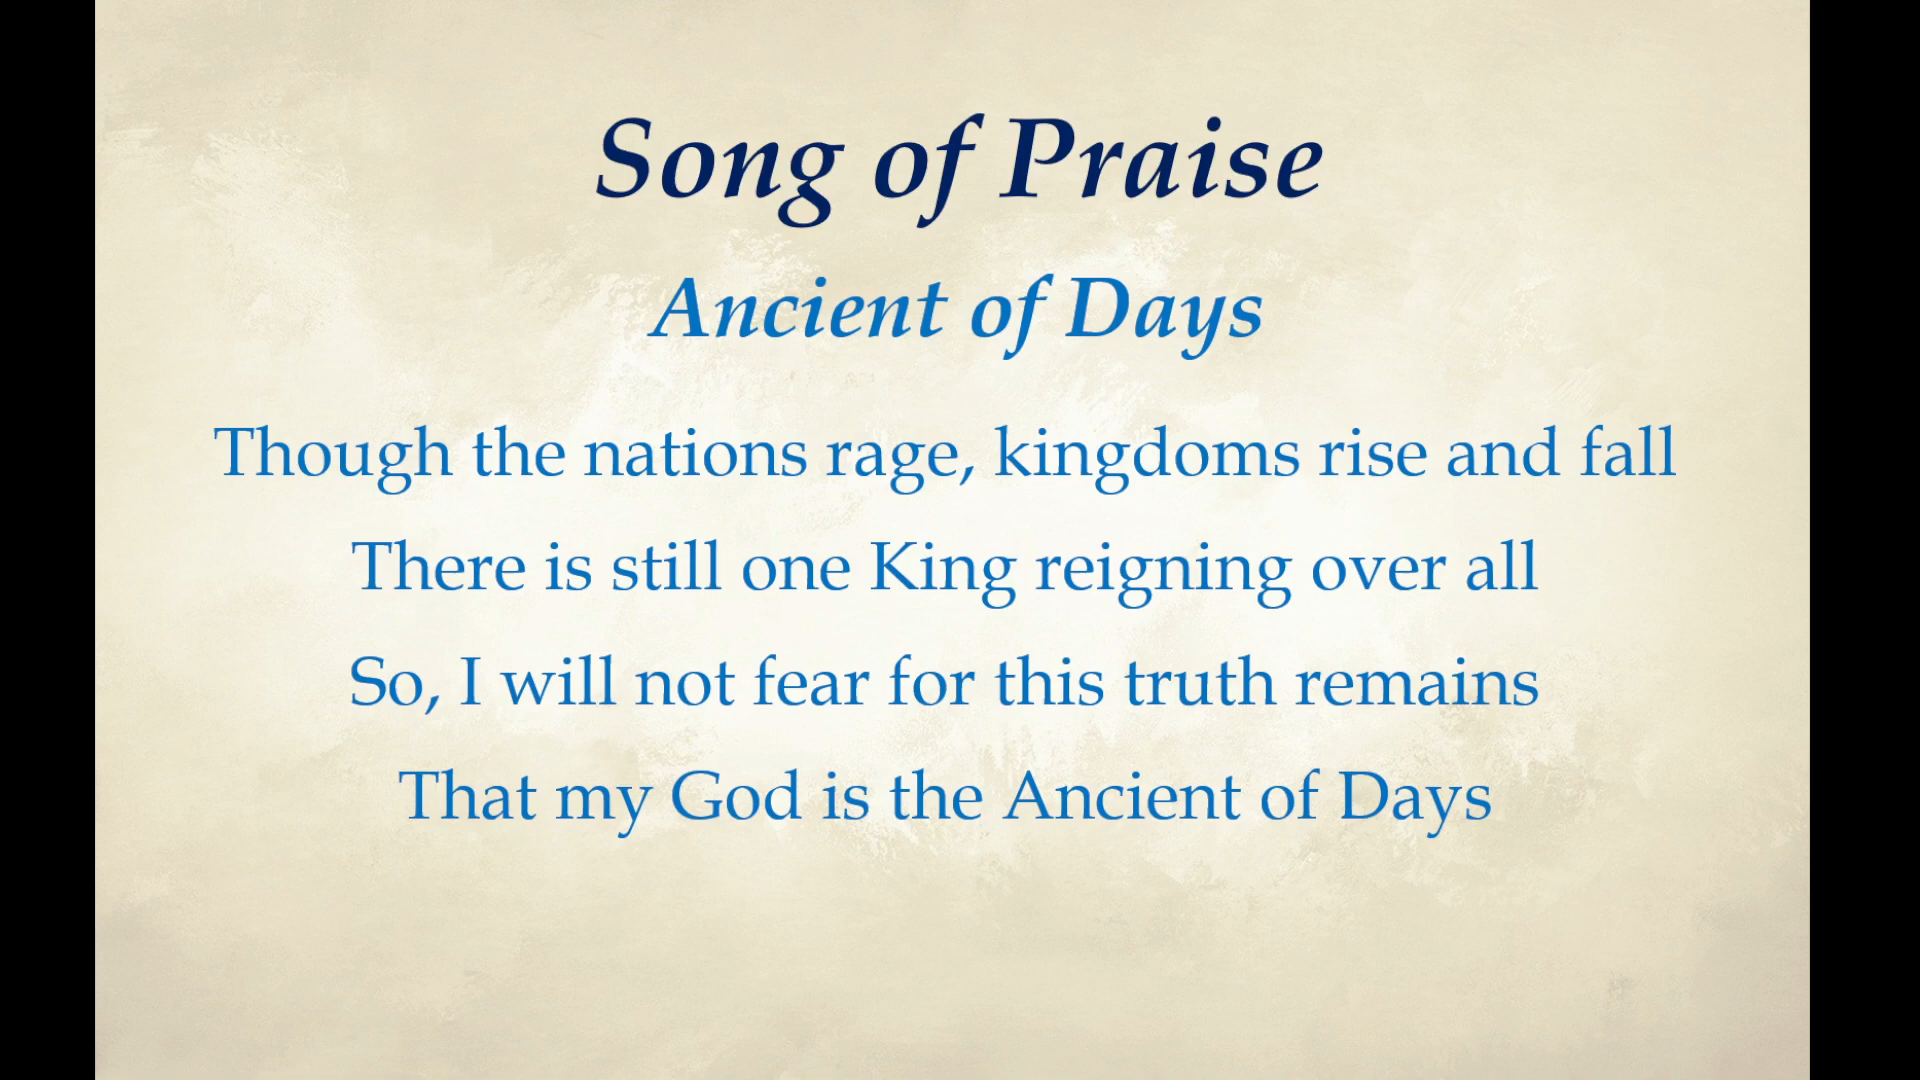 Song of Praise
Ancient of Days
Though the nations rage, kingdoms rise and fall
There is still one King reigning over all
So, I will not fear for this truth remains
That my God is the Ancient of Days